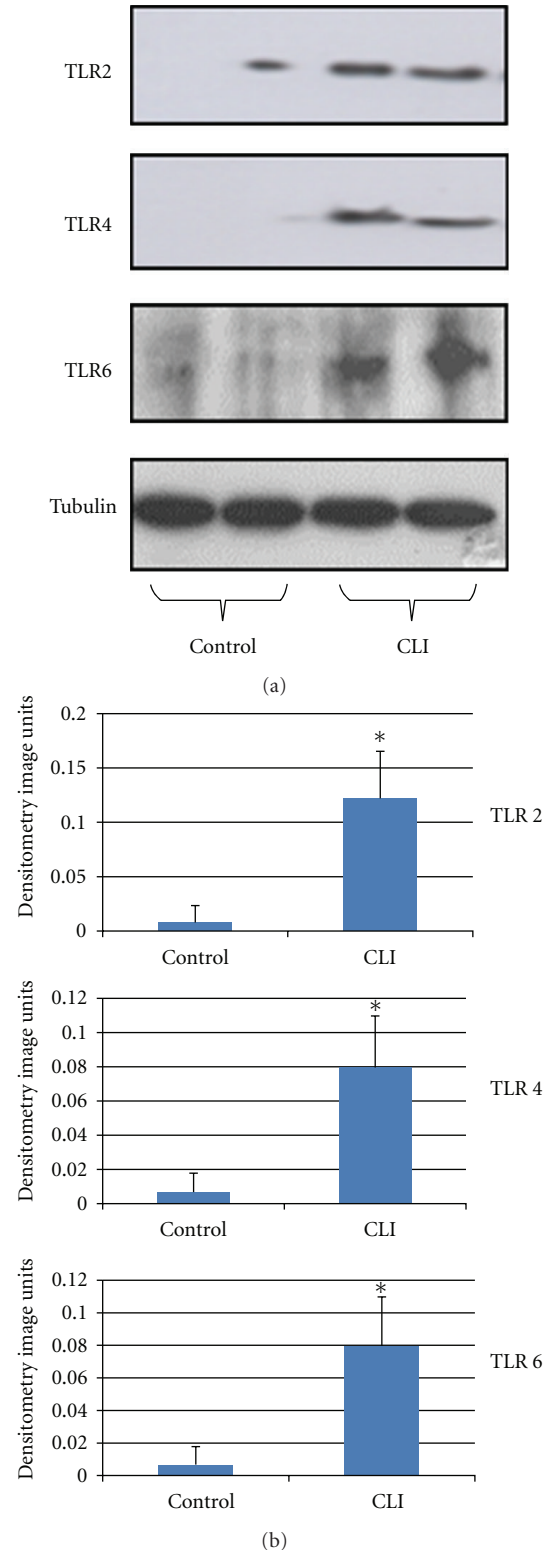 TLR2
TLR4
TLR6
Tubulin
Control CLI
(a)
Densitometry image units
0.2
0.15
0.1
0.05
0
*
Control CLI
TLR 2
Densitometry image units
0.12
0.1
0.08
0.06
0.04
0.02
0
*
Control CLI
TLR 4
Densitometry image units
0.12
0.1
0.08
0.06
0.04
0.02
0
*
Control CLI
TLR 6
(b)